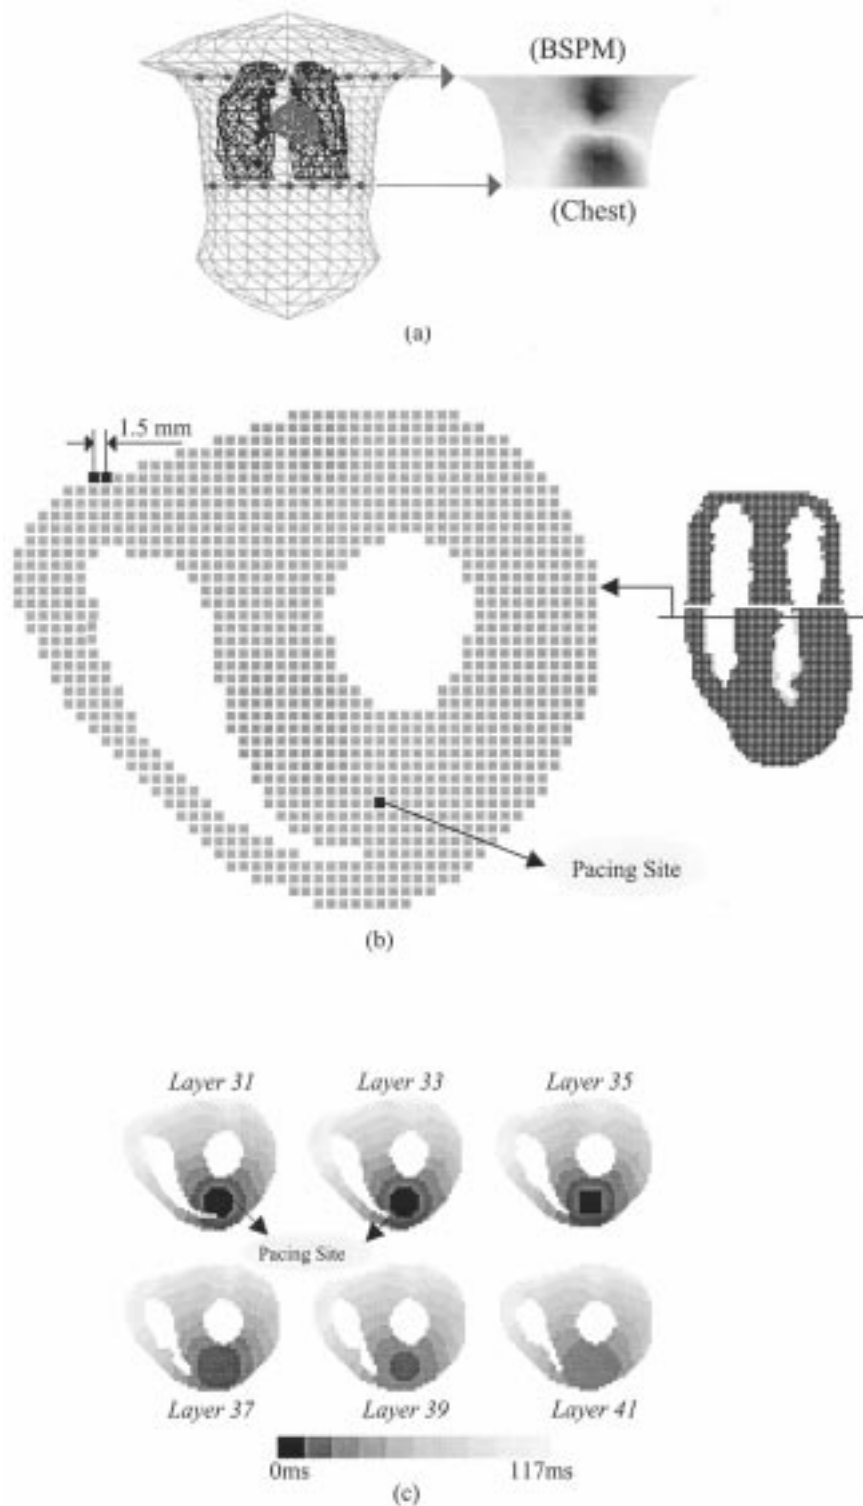 (BSPM)
(Chest)
(a)
1.5 mm
Pacing Site
(b)
Layer 31
Layer 33
Layer 35
Pacing Site
Layer 37
Layer 39
Layer 41
0ms
117ms
(c)